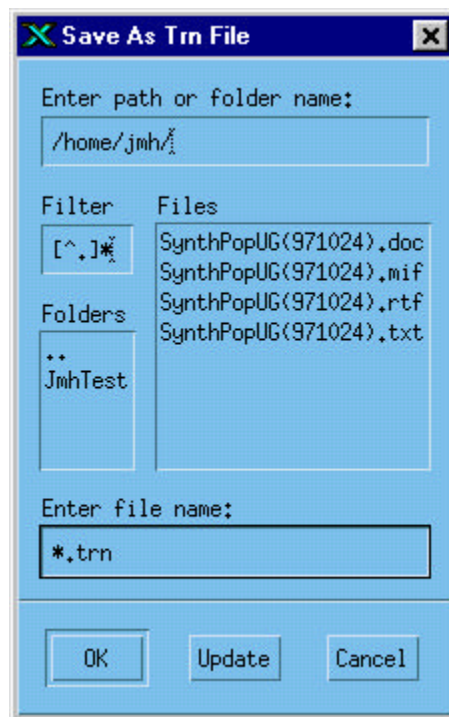 Save As Trn File
Enter path or folder name:
/home/jmh/
Filter Files
[^.]*
SynthPopUG(971024).doc
SynthPopUG(971024).mif
SynthPopUG(971024).rtf
SynthPopUG(971024).txt
Folders
..
JmhTest
Enter file name:
*.trn
OK Update Cancel